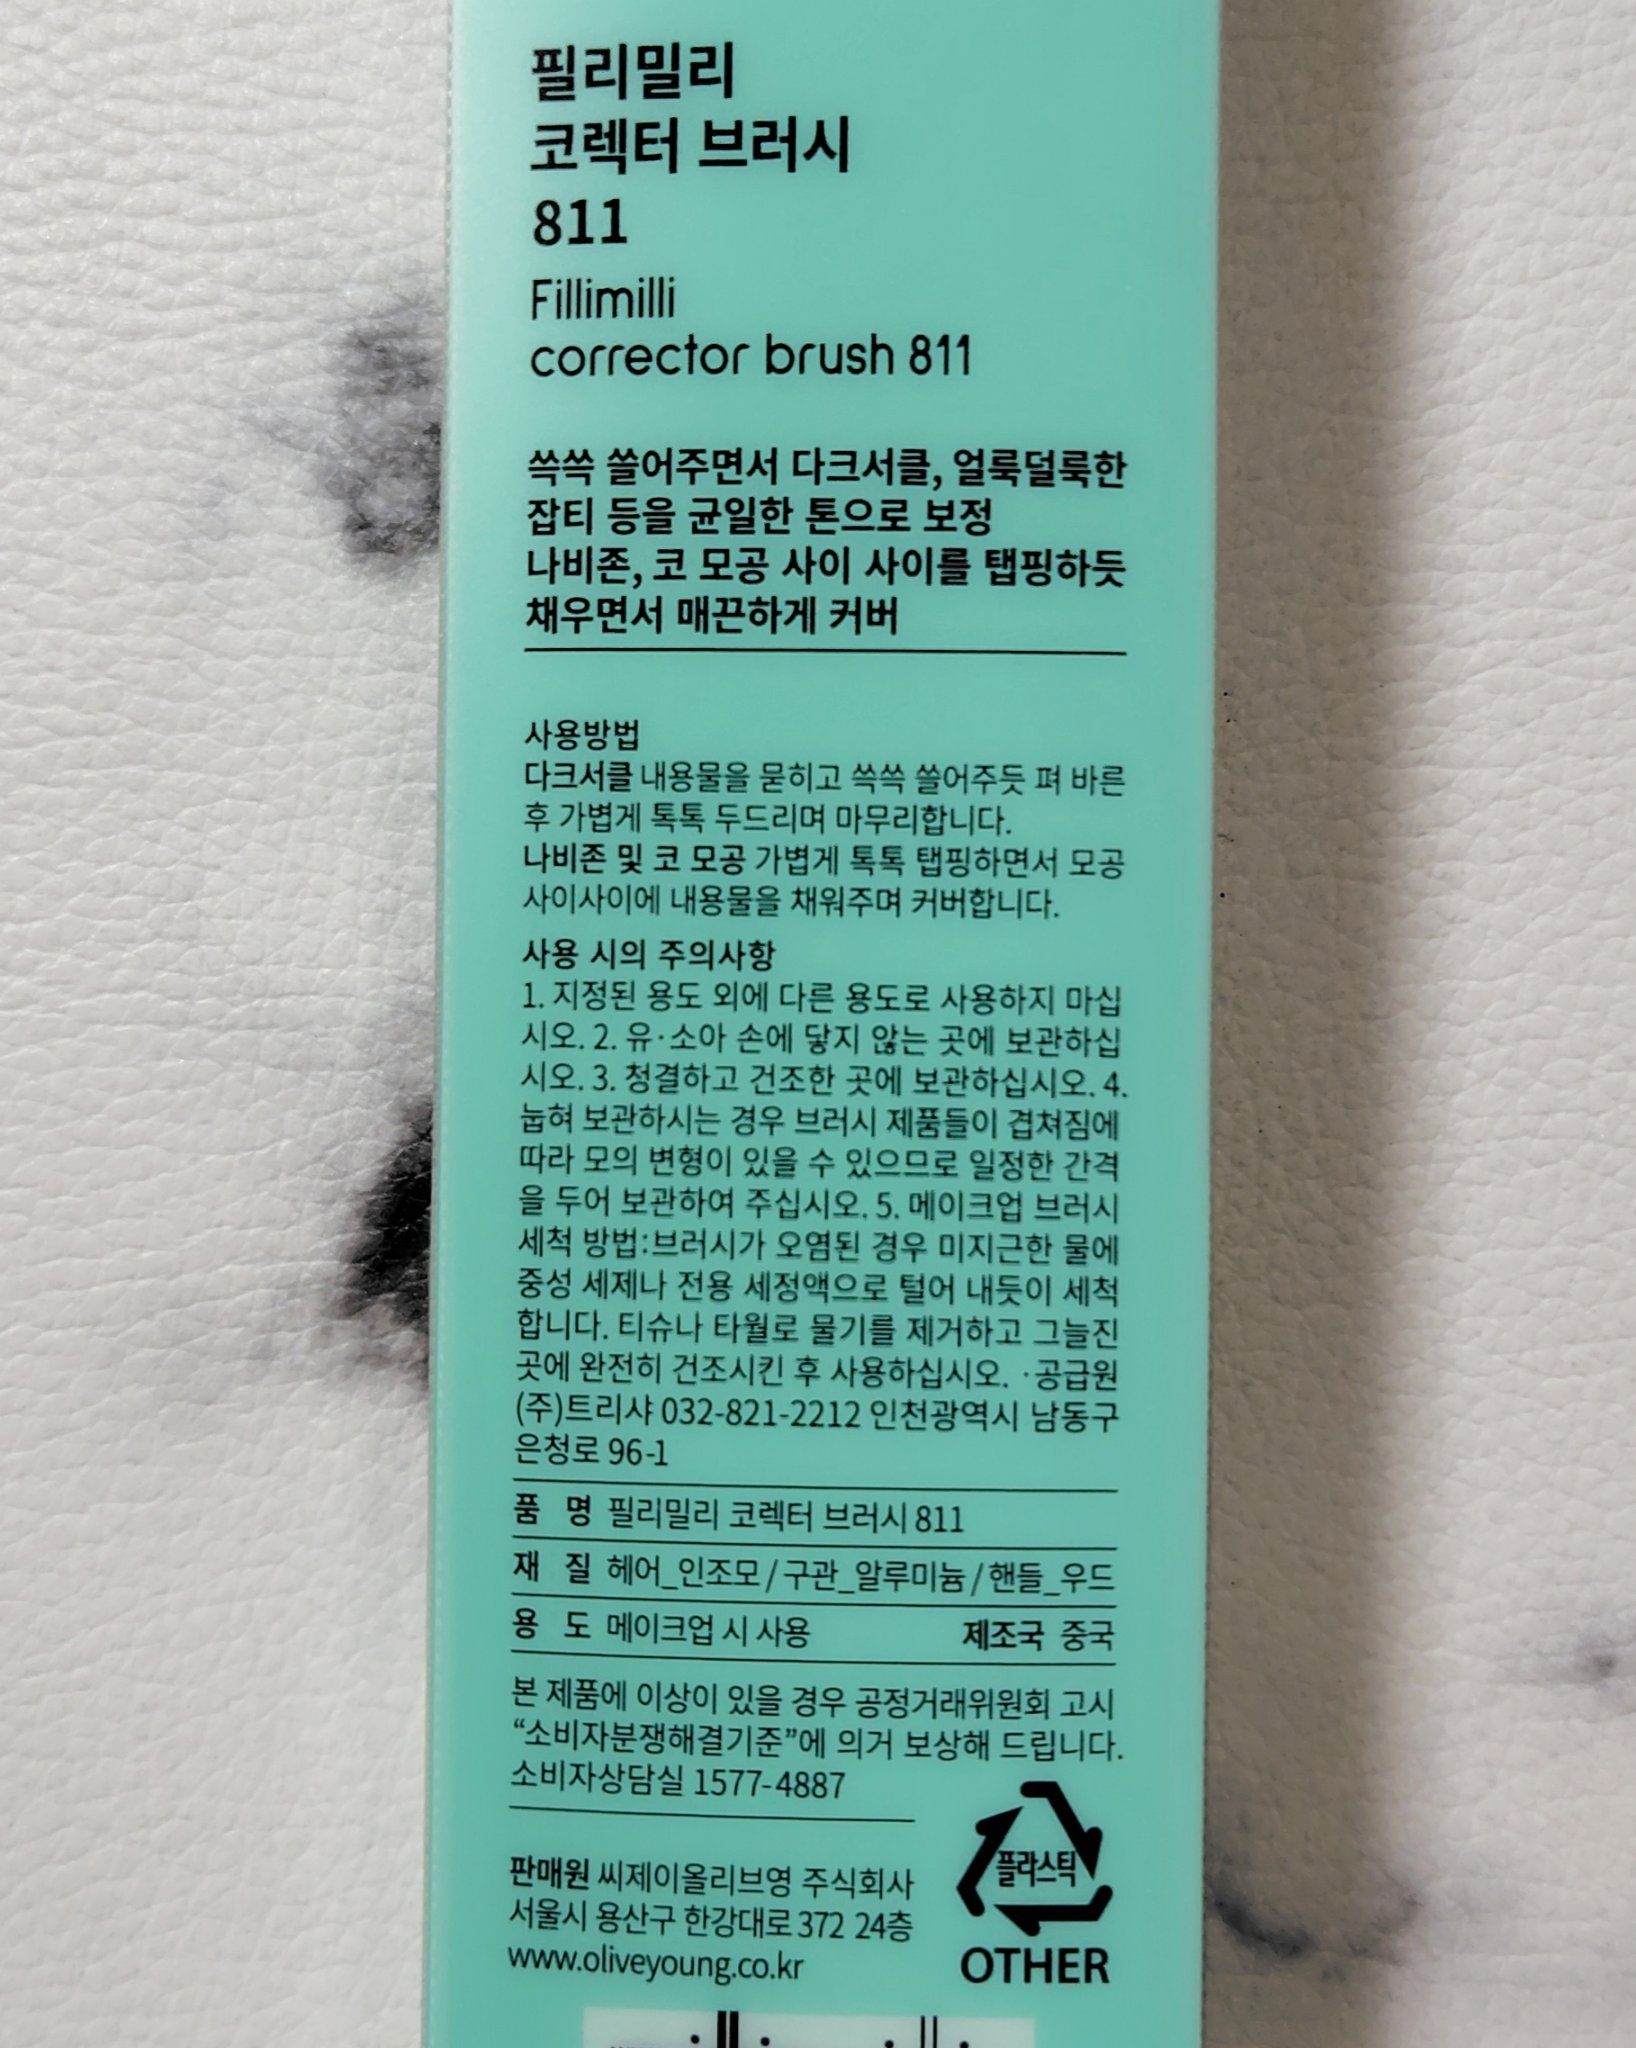 필리밀리
코렉터 브러시
811
Fillimilli
corrector brush 811
쓱쓱 쓸어주면서 다크서클, 얼룩덜룩한
잡티 등을 균일한 톤으로 보정
나비존, 코 모공 사이 사이를 탭핑하듯
채우면서 매끈하게 커버
사용방법
다크서클 내용물을 묻히고 쓱쓱 쓸어주듯 펴 바른
후 가볍게 톡톡 두드리며 마무리합니다.
나비존 및 코 모공 가볍게 톡톡 탭핑하면서 모공
사이사이에 내용물을 채워주며 커버합니다.
사용 시의 주의사항
1. 지정된 용도 외에 다른 용도로 사용하지 마십
시오. 2. 유·소아 손에 닿지 않는 곳에 보관하십
시오. 3. 청결하고 건조한 곳에 보관하십시오. 4.
눕혀 보관하시는 경우 브러시 제품들이 겹쳐짐에
따라 모의 변형이 있을 수 있으므로 일정한 간격
을 두어 보관하여 주십시오. 5. 메이크업 브러시
세척 방법:브러시가 오염된 경우 미지근한 물에
중성 세제나 전용 세정액으로 털어 내듯이 세척
합니다. 티슈나 타월로 물기를 제거하고 그늘진
곳에 완전히 건조시킨 후 사용하십시오. ·공급원
(주)트리샤 032-821-2212 인천광역시 남동구
은청로 96-1
품 명 필리밀리 코렉터 브러시 811
재 질 헤어_인조모 / 구관_알루미늄 / 핸들_우드
용 도 메이크업 시 사용 제조국 중국
본 제품에 이상이 있을 경우 공정거래위원회 고시
“소비자분쟁해결기준”에 의거 보상해 드립니다.
소비자상담실 1577-4887
플라스틱
OTHER
판매원 씨제이올리브영 주식회사
서울시 용산구 한강대로 372 24층
www.oliveyoung.co.kr